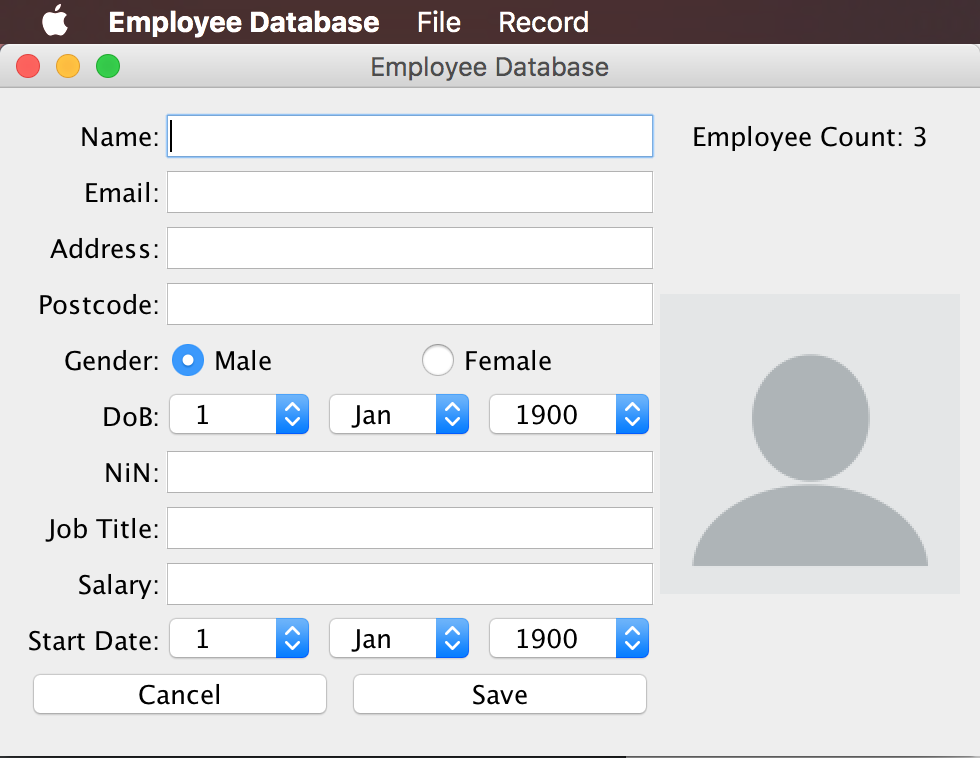 Employee Database File Record
Employee Database
Name: Employee Count: 3
Email:
Address:
Postcode:
Gender: Male Female
DoB: 1 Jan 1900
NiN:
Job Title:
Salary:
Start Date: 1 Jan 1900
Cancel Save